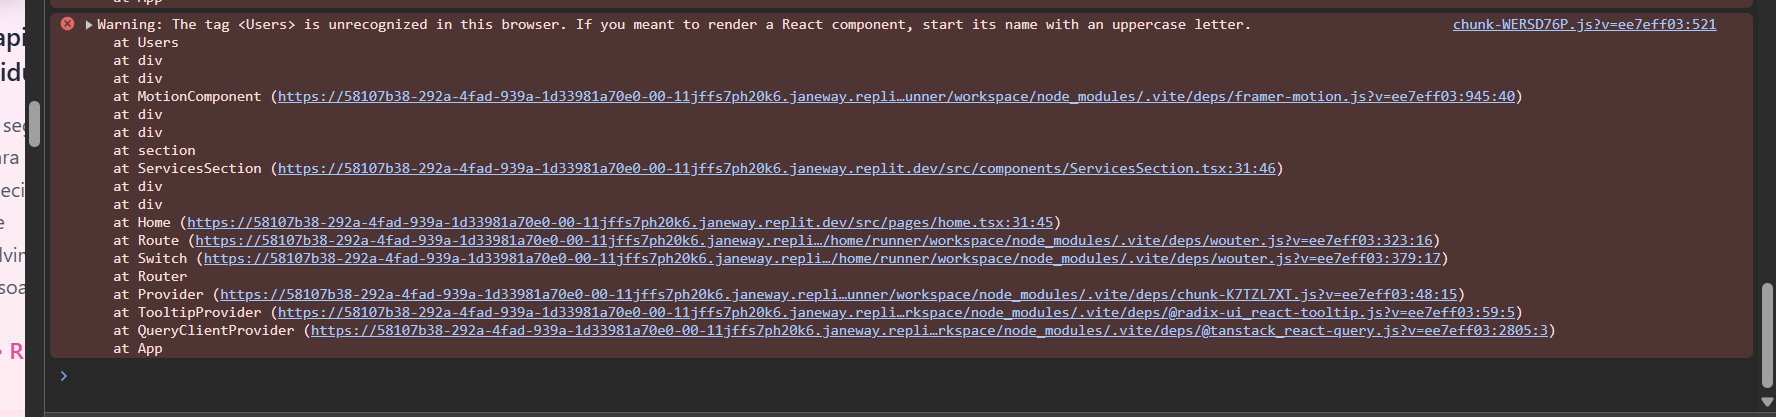 at App
Warning: The tag <Users> is unrecognized in this browser. If you meant to render a React component, start its name with an uppercase letter. chunk-WERSD76P.js?v=ee7eff03:521
at Users
at div
at div
at MotionComponent (https://58107b38-292a-4fad-939a-1d33981a70e0-00-11jffs7ph20k6.janeway.repli…unner/workspace/node_modules/.vite/deps/framer-motion.js?v=ee7eff03:945:40)
at div
at div
at section
at ServicesSection (https://58107b38-292a-4fad-939a-1d33981a70e0-00-11jffs7ph20k6.janeway.replit.dev/src/components/ServicesSection.tsx:31:46)
at div
at div
at Home (https://58107b38-292a-4fad-939a-1d33981a70e0-00-11jffs7ph20k6.janeway.replit.dev/src/pages/home.tsx:31:45)
at Route (https://58107b38-292a-4fad-939a-1d33981a70e0-00-11jffs7ph20k6.janeway.repli…/home/runner/workspace/node_modules/.vite/deps/wouter.js?v=ee7eff03:323:16)
at Switch (https://58107b38-292a-4fad-939a-1d33981a70e0-00-11jffs7ph20k6.janeway.repli…/home/runner/workspace/node_modules/.vite/deps/wouter.js?v=ee7eff03:379:17)
at Router
at Provider (https://58107b38-292a-4fad-939a-1d33981a70e0-00-11jffs7ph20k6.janeway.repli…unner/workspace/node_modules/.vite/deps/chunk-K7TZL7XT.js?v=ee7eff03:48:15)
at TooltipProvider (https://58107b38-292a-4fad-939a-1d33981a70e0-00-11jffs7ph20k6.janeway.repli…rkspace/node_modules/.vite/deps/@radix-ui_react-tooltip.js?v=ee7eff03:59:5)
at QueryClientProvider (https://58107b38-292a-4fad-939a-1d33981a70e0-00-11jffs7ph20k6.janeway.repli…rkspace/node_modules/.vite/deps/@tanstack_react-query.js?v=ee7eff03:2805:3)
at App